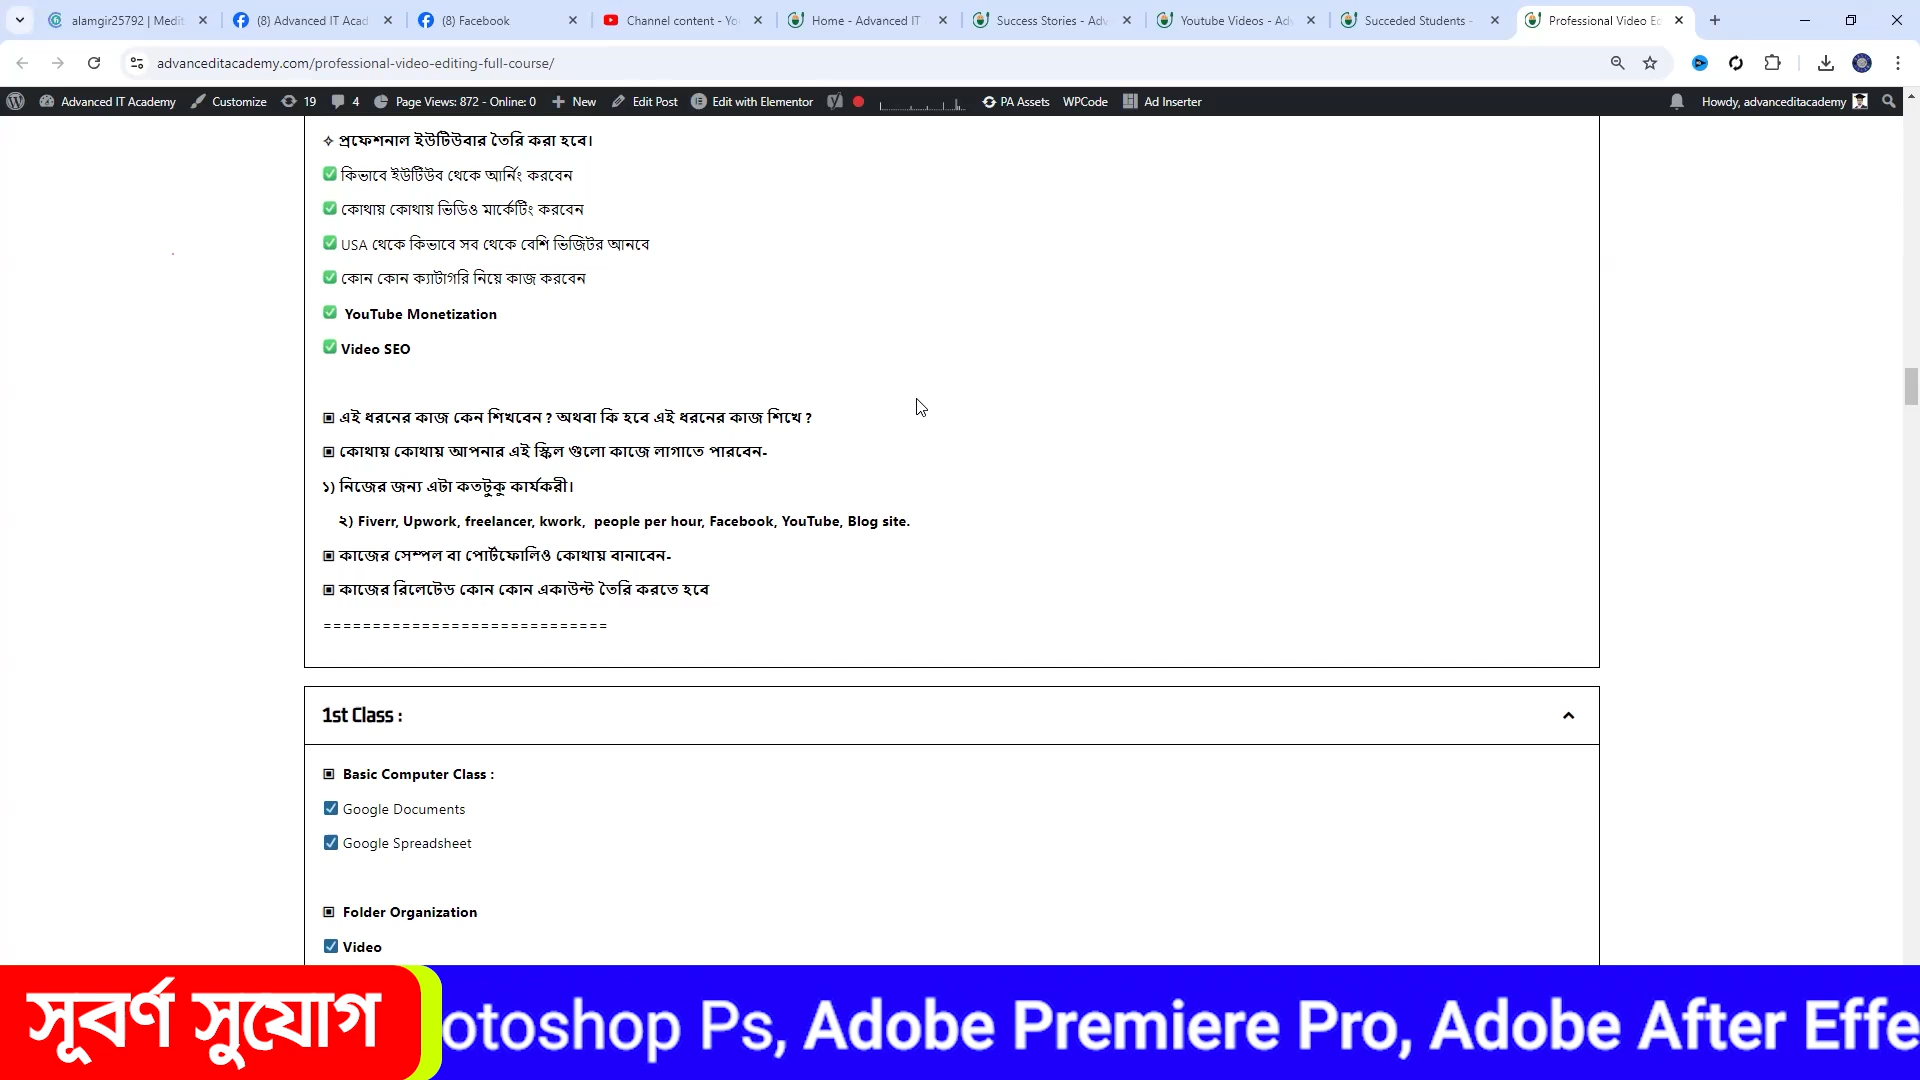 alamgir25792 | Medit
(8) Advanced IT Acad
(8) Facebook
Channel content - Yo
Home - Advanced IT
Success Stories - Adv
Youtube Videos - Adv
Succeded Students -
Professional Video Ed
advanceditacademy.com/professional-video-editing-full-course/
Advanced IT Academy Customize 19 4 Page Views: 872 - Online: 0 New Edit Post Edit with Elementor PA Assets WPCode Ad Inserter Howdy, advanceditacademy
✧ প্রফেশনাল ইউটিউবার তৈরি করা হবে।
✅ কিভাবে ইউটিউব থেকে আর্নিং করবেন
✅ কোথায় কোথায় ভিডিও মার্কেটিং করবেন
✅ USA থেকে কিভাবে সব থেকে বেশি ভিজিটর আনবে
✅ কোন কোন ক্যাটাগরি নিয়ে কাজ করবেন
✅ YouTube Monetization
✅ Video SEO
▣ এই ধরনের কাজ কেন শিখবেন ? অথবা কি হবে এই ধরনের কাজ শিখে ?
▣ কোথায় কোথায় আপনার এই স্কিল গুলো কাজে লাগাতে পারবেন-
১) নিজের জন্য এটা কতটুকু কার্যকরী।
২) Fiverr, Upwork, freelancer, kwork, people per hour, Facebook, YouTube, Blog site.
▣ কাজের সেম্পল বা পোর্টফোলিও কোথায় বানাবেন-
▣ কাজের রিলেটেড কোন কোন একাউন্ট তৈরি করতে হবে
=============================
1st Class :
▣ Basic Computer Class :
☑ Google Documents
☑ Google Spreadsheet
▣ Folder Organization
☑ Video
সূবর্ণ সুযোগ
otoshop Ps, Adobe Premiere Pro, Adobe After Effe